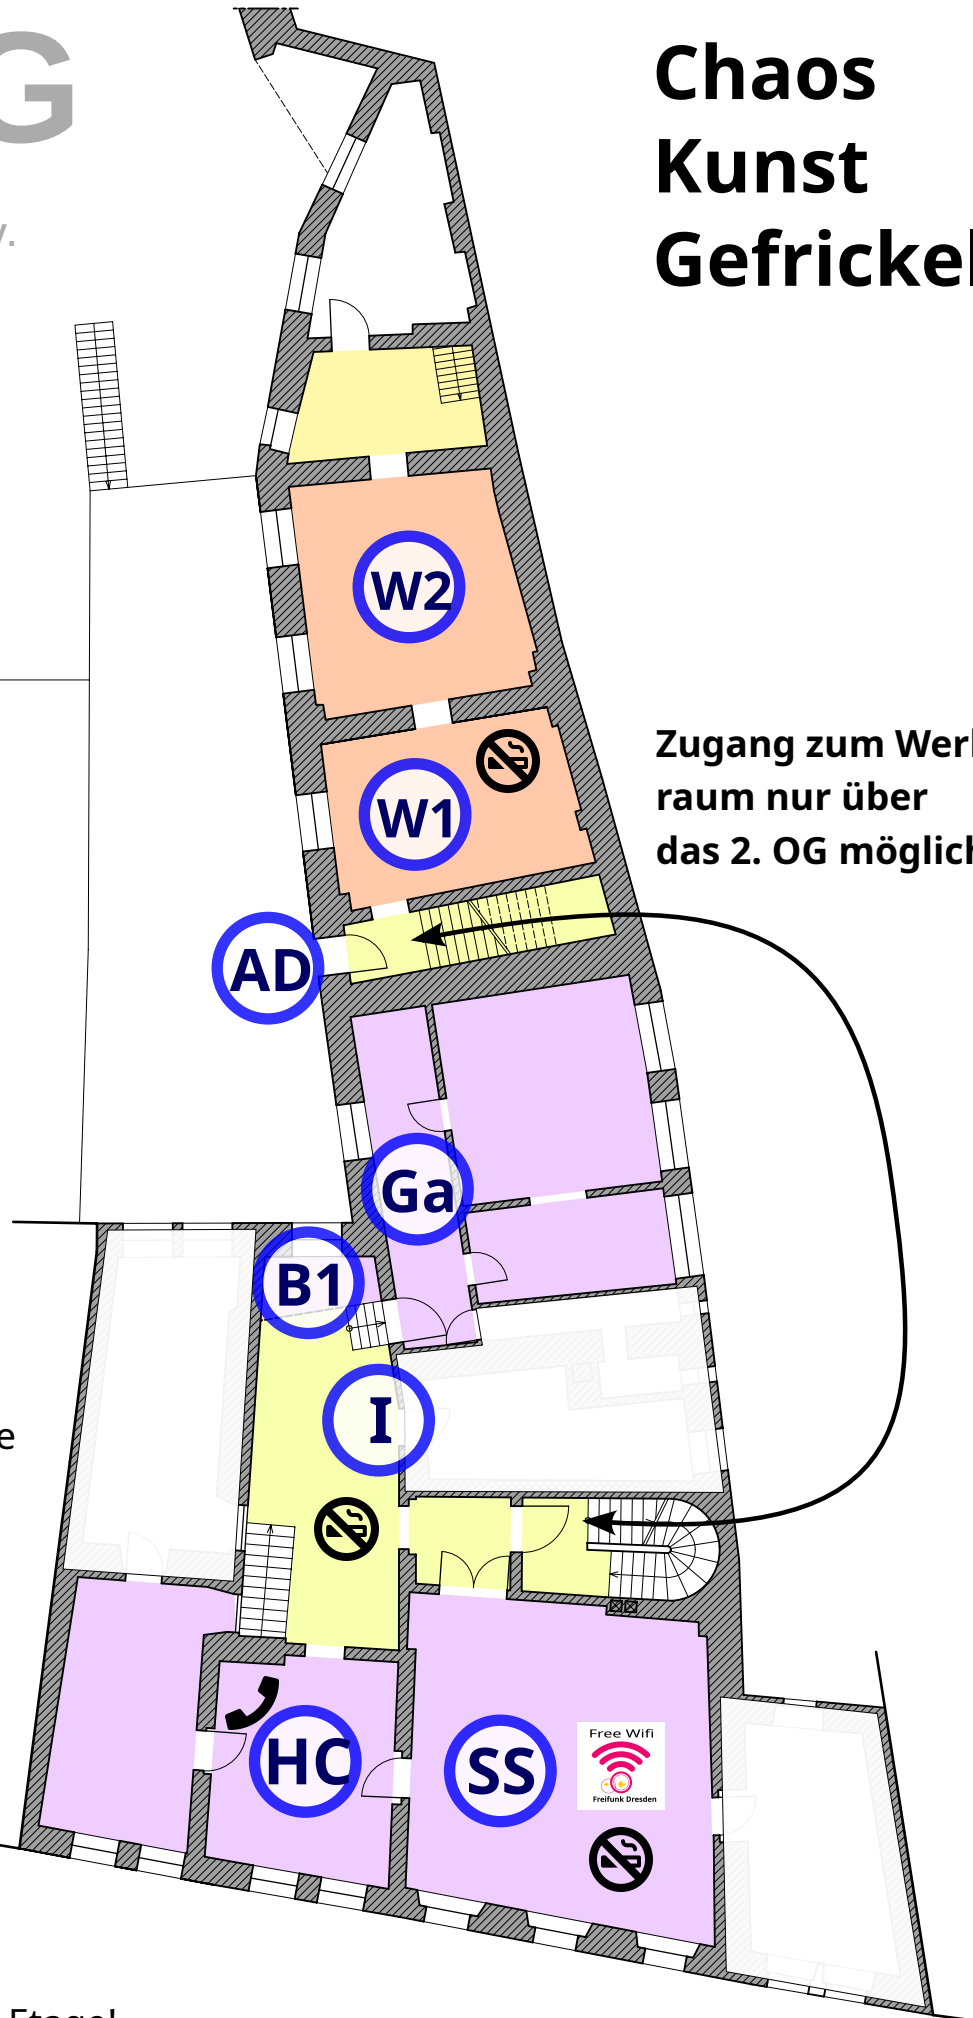 G
Chaos
Kunst
Gefrickel
v.
W2
Zugang zum Werk
raum nur über
das 2. OG möglich
W1
AD
Ga
B1
I
e
HC
SS
Free Wifi
Freifunk Dresden
Etage!